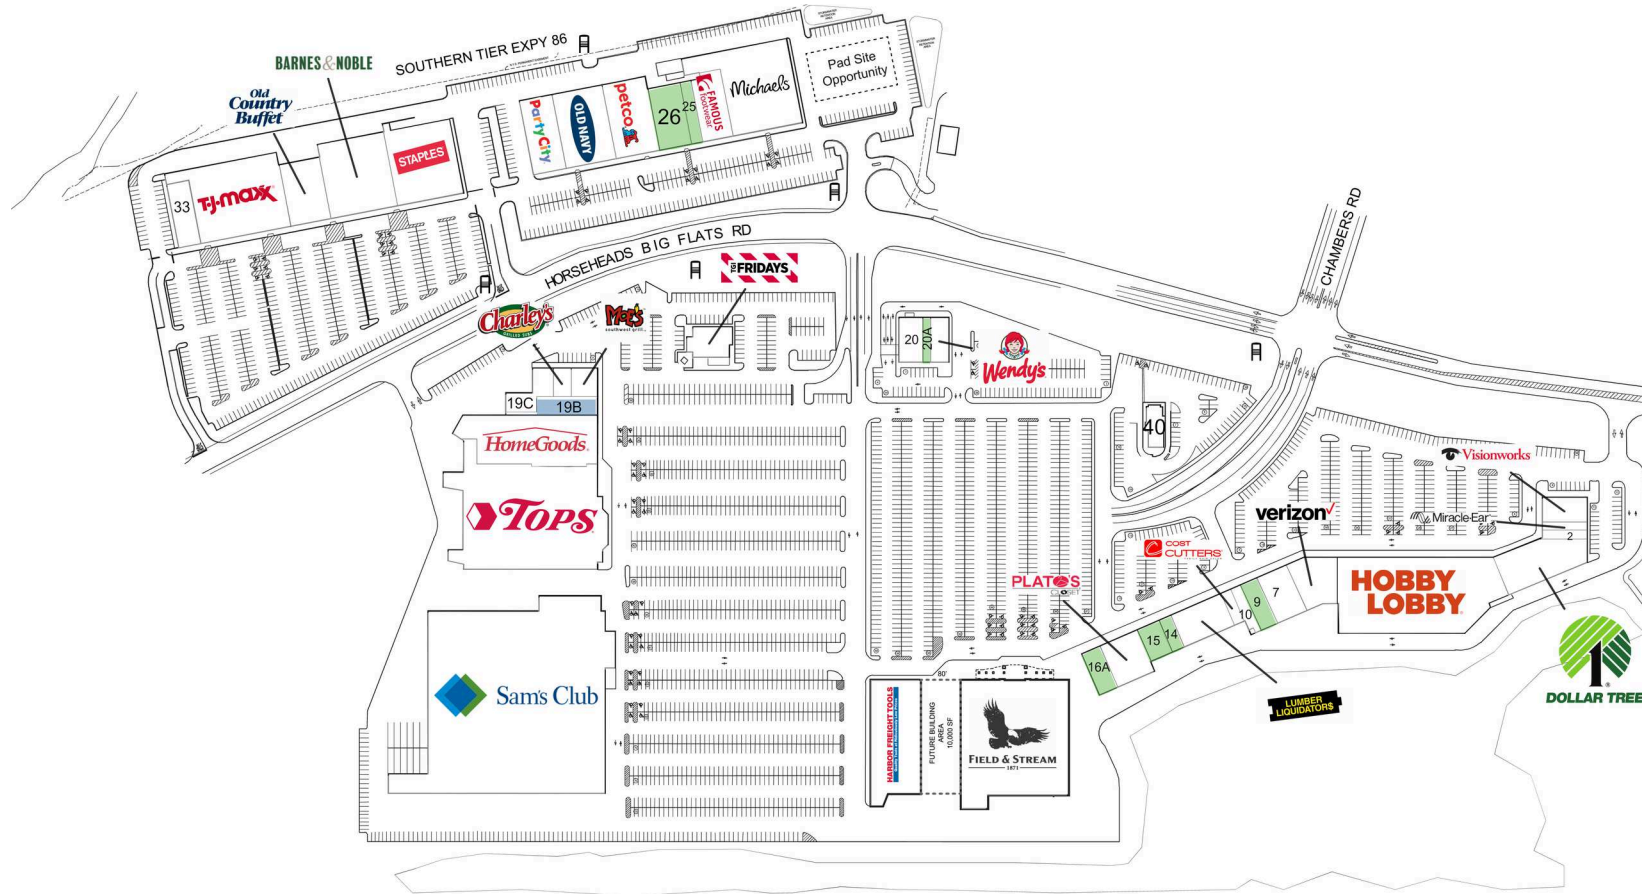 SOUTHERN TIER EXPY 86
BARNES & NOBLE
Old
Country
Buffet
33
T·J·maxx
STAPLES
Party City
OLD NAVY
petco
26
25
FAMOUS
footwear
Michaels
Pad Site
Opportunity
HORSEHEADS BIG FLATS RD
CHAMBERS RD
TGI FRIDAYS
Charley's
MOE'S
southwest grill
19C
19B
HomeGoods
TOPS
Sam's Club
20
20A
Wendy's
40
Visionworks
Miracle-Ear
2
verizon
COST
CUTTERS
PLATO'S
CLOSET
HOBBY
LOBBY
7
9
10
14
15
16A
LUMBER
LIQUIDATORS
DOLLAR TREE
80'
HARBOR FREIGHT TOOLS
FUTURE BUILDING
AREA
10,000 SF
FIELD & STREAM
1871